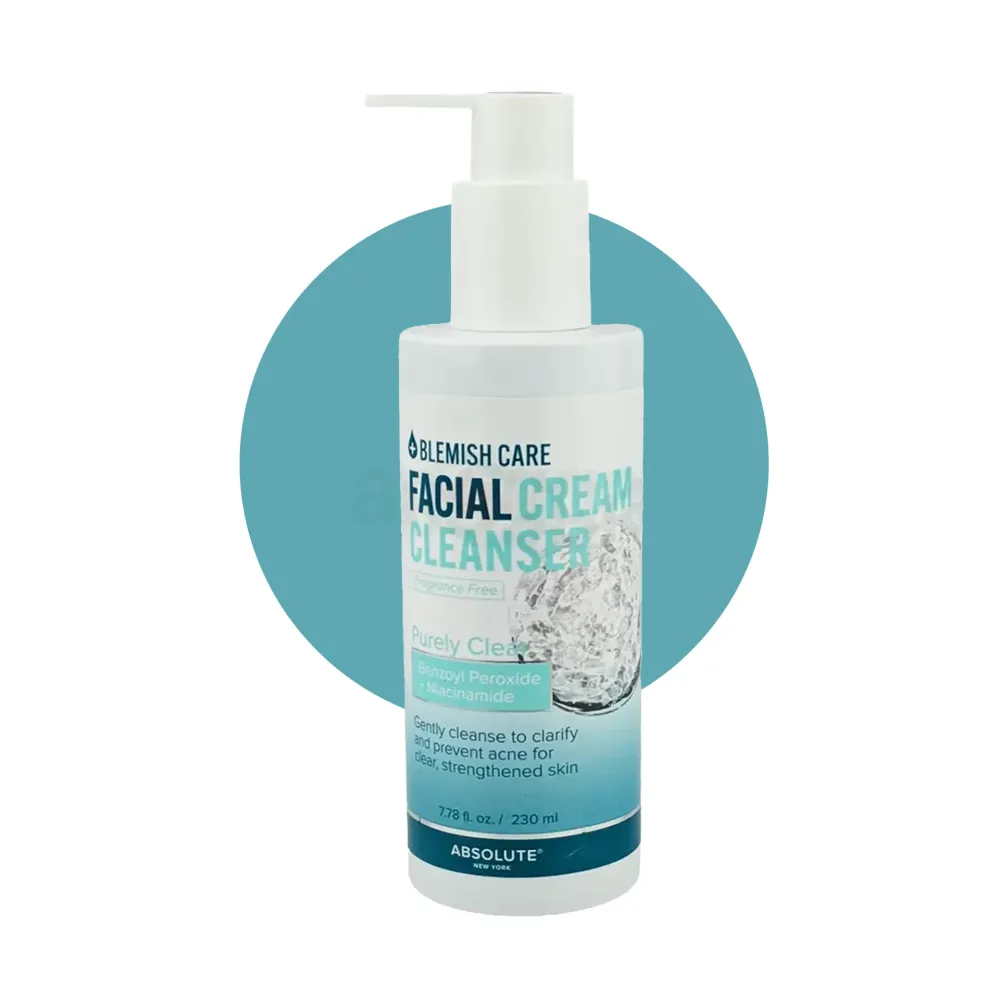 BLEMISH CARE
FACIAL CREAM
CLEANSER
Fragrance Free
Purely Clear
Benzoyl Peroxide
+ Niacinamide
Gently cleanse to clarify
and prevent acne for
clear, strengthened skin
7.78 fl. oz. / 230 ml
ABSOLUTE®
NEW YORK